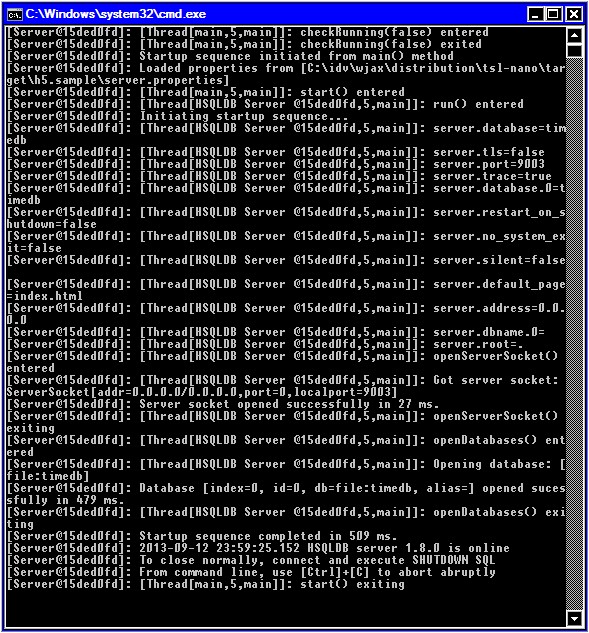 C:\Windows\system32\cmd.exe
[Server@15ded0fd]: [Thread[main,5,main]]: checkRunning(false) entered
[Server@15ded0fd]: [Thread[main,5,main]]: checkRunning(false) exited
[Server@15ded0fd]: Startup sequence initiated from main() method
[Server@15ded0fd]: Loaded properties from [C:\idv\wjax\distribution\tsl-nano\tar
get\h5.sample\server.properties]
[Server@15ded0fd]: [Thread[main,5,main]]: start() entered
[Server@15ded0fd]: [Thread[HSQLDB Server @15ded0fd,5,main]]: run() entered
[Server@15ded0fd]: Initiating startup sequence...
[Server@15ded0fd]: [Thread[HSQLDB Server @15ded0fd,5,main]]: server.database=tim
edb
[Server@15ded0fd]: [Thread[HSQLDB Server @15ded0fd,5,main]]: server.tls=false
[Server@15ded0fd]: [Thread[HSQLDB Server @15ded0fd,5,main]]: server.port=9003
[Server@15ded0fd]: [Thread[HSQLDB Server @15ded0fd,5,main]]: server.trace=true
[Server@15ded0fd]: [Thread[HSQLDB Server @15ded0fd,5,main]]: server.database.0=t
imedb
[Server@15ded0fd]: [Thread[HSQLDB Server @15ded0fd,5,main]]: server.restart_on_s
hutdown=false
[Server@15ded0fd]: [Thread[HSQLDB Server @15ded0fd,5,main]]: server.no_system_ex
it=false
[Server@15ded0fd]: [Thread[HSQLDB Server @15ded0fd,5,main]]: server.silent=false
[Server@15ded0fd]: [Thread[HSQLDB Server @15ded0fd,5,main]]: server.default_page
=index.html
[Server@15ded0fd]: [Thread[HSQLDB Server @15ded0fd,5,main]]: server.address=0.0.
0.0
[Server@15ded0fd]: [Thread[HSQLDB Server @15ded0fd,5,main]]: server.dbname.0=
[Server@15ded0fd]: [Thread[HSQLDB Server @15ded0fd,5,main]]: server.root=.
[Server@15ded0fd]: [Thread[HSQLDB Server @15ded0fd,5,main]]: openServerSocket()
entered
[Server@15ded0fd]: [Thread[HSQLDB Server @15ded0fd,5,main]]: Got server socket:
ServerSocket[addr=0.0.0.0/0.0.0.0,port=0,localport=9003]
[Server@15ded0fd]: Server socket opened successfully in 27 ms.
[Server@15ded0fd]: [Thread[HSQLDB Server @15ded0fd,5,main]]: openServerSocket()
exiting
[Server@15ded0fd]: [Thread[HSQLDB Server @15ded0fd,5,main]]: openDatabases() ent
ered
[Server@15ded0fd]: [Thread[HSQLDB Server @15ded0fd,5,main]]: Opening database: [
file:timedb]
[Server@15ded0fd]: Database [index=0, id=0, db=file:timedb, alias=] opened suces
sfully in 479 ms.
[Server@15ded0fd]: [Thread[HSQLDB Server @15ded0fd,5,main]]: openDatabases() exi
ting
[Server@15ded0fd]: Startup sequence completed in 509 ms.
[Server@15ded0fd]: 2013-09-12 23:59:25.152 HSQLDB server 1.8.0 is online
[Server@15ded0fd]: To close normally, connect and execute SHUTDOWN SQL
[Server@15ded0fd]: From command line, use [Ctrl]+[C] to abort abruptly
[Server@15ded0fd]: [Thread[main,5,main]]: start() exiting